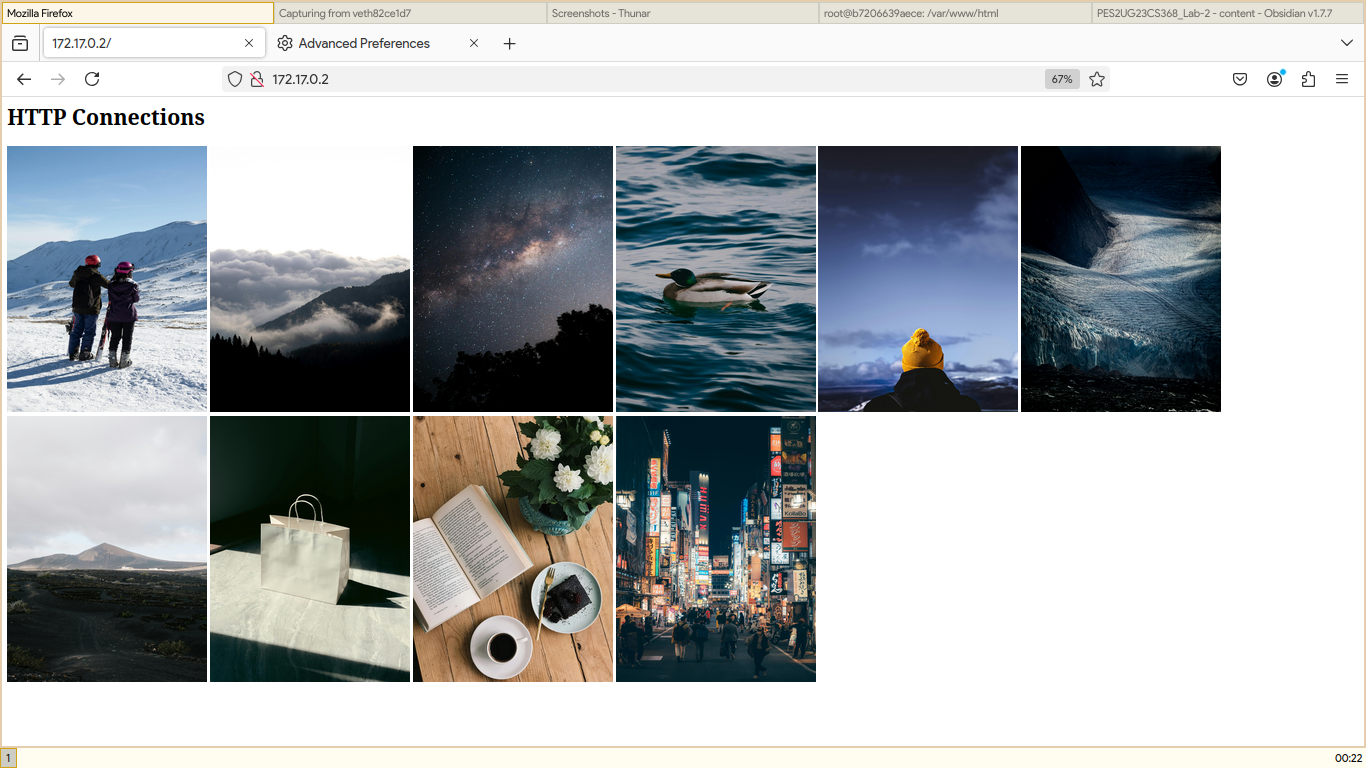 Mozilla Firefox
Capturing from veth82ce1d7
Screenshots - Thunar
root@b7206639aece: /var/www/html
PES2UG23CS368_Lab-2 - content - Obsidian v1.7.7
172.17.0.2/
Advanced Preferences
172.17.0.2
67%
HTTP Connections
1
00:22